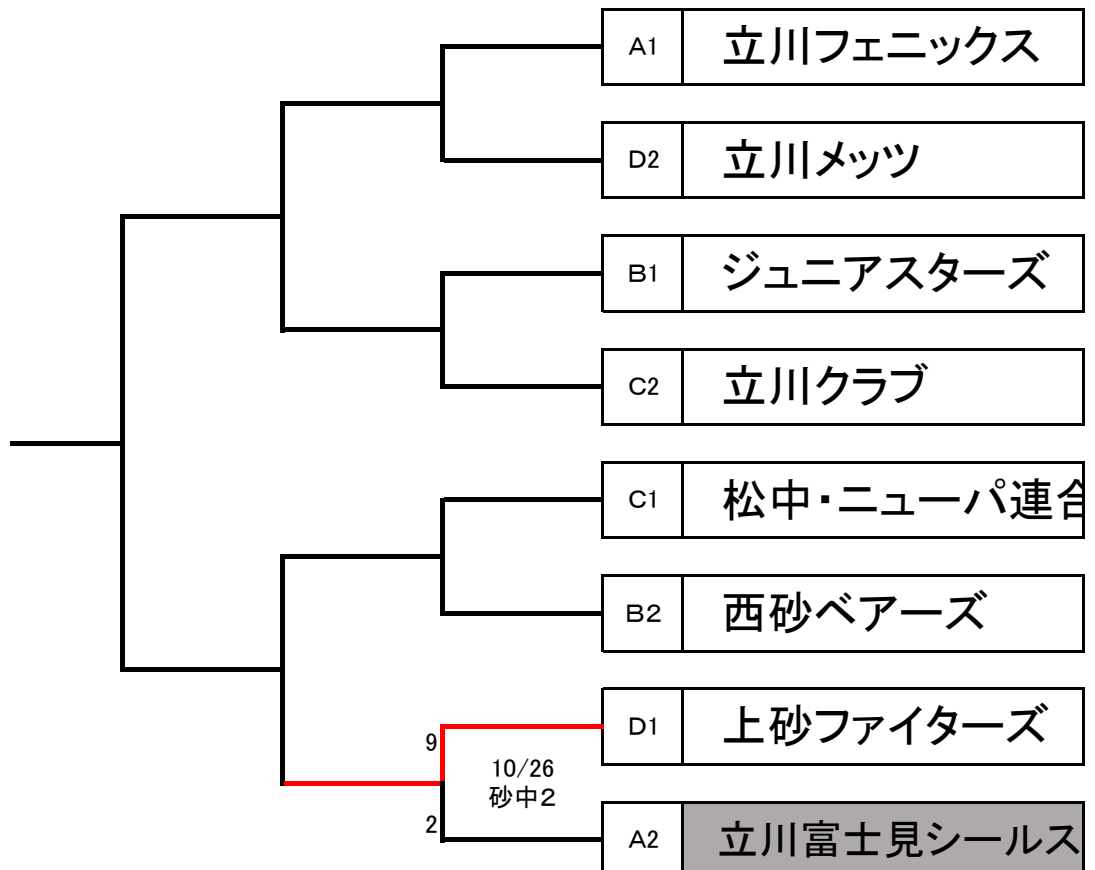 A1 立川フェニックス
D2 立川メッツ
B1 ジュニアスターズ
C2 立川クラブ
C1 松中・ニューパ連合
B2 西砂ベアーズ
D1 上砂ファイターズ
9
10/26
砂中2
2
A2 立川富士見シールス